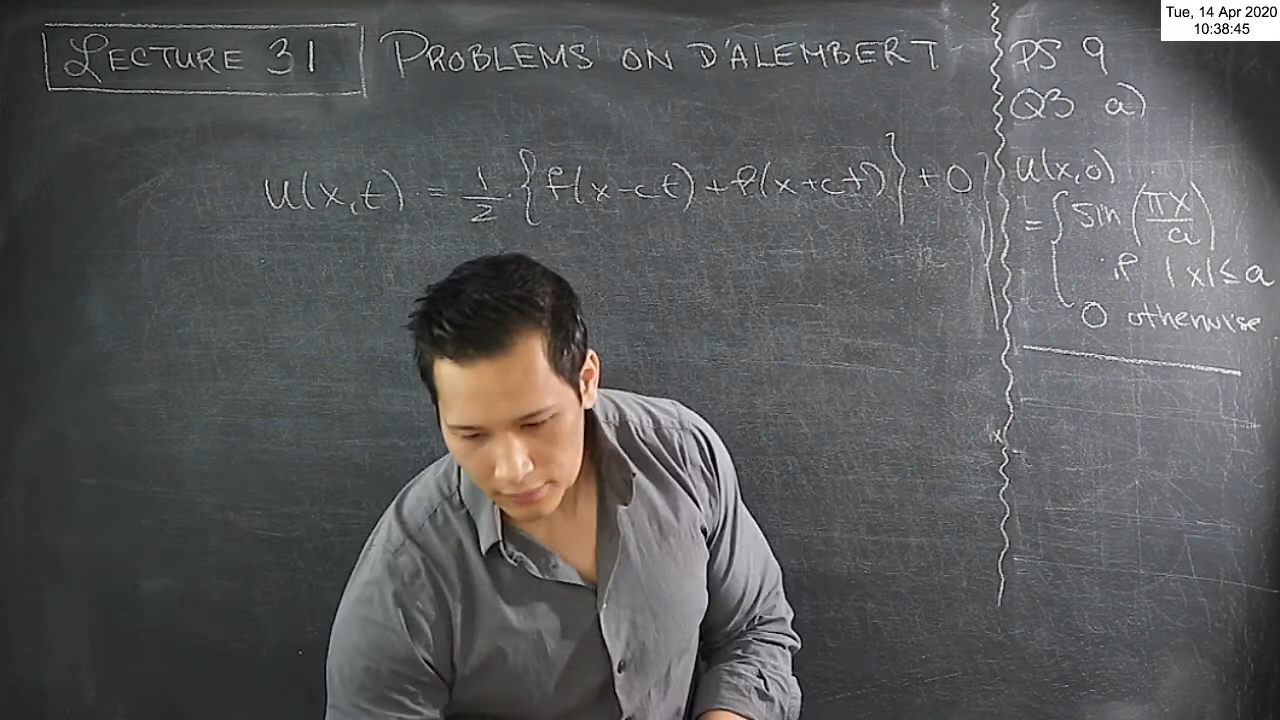 LECTURE 31 PROBLEMS ON D'ALEMBERT
U(x,t) = 1/2 · {f(x-ct) + f(x+ct)} + 0
Tue, 14 Apr 2020
10:38:45
PS 9
Q3 a)
U(x,0)
= { Sin (πx/a)
if |x| ≤ a
0 otherwise